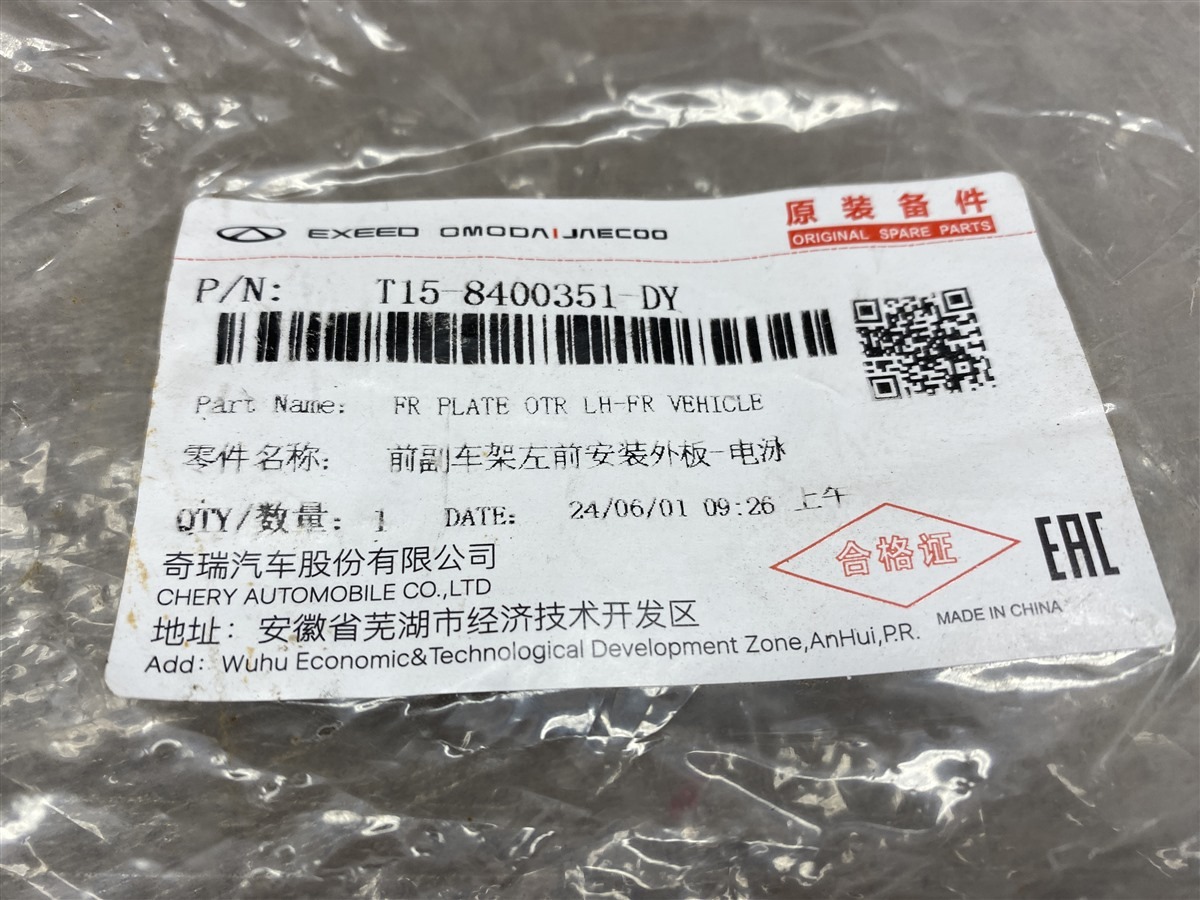 EXEED OMODA|JAECOO
原装备件
ORIGINAL SPARE PARTS
P/N: T15-8400351-DY
Part Name: FR PLATE OTR LH-FR VEHICLE
零件名称: 前副车架左前安装外板-电泳
QTY/数量: 1 DATE: 24/06/01 09:26 上午
奇瑞汽车股份有限公司
CHERY AUTOMOBILE CO.,LTD
合格证
EAC
地址：安徽省芜湖市经济技术开发区
MADE IN CHINA
Add: Wuhu Economic&Technological Development Zone,AnHui,P.R.